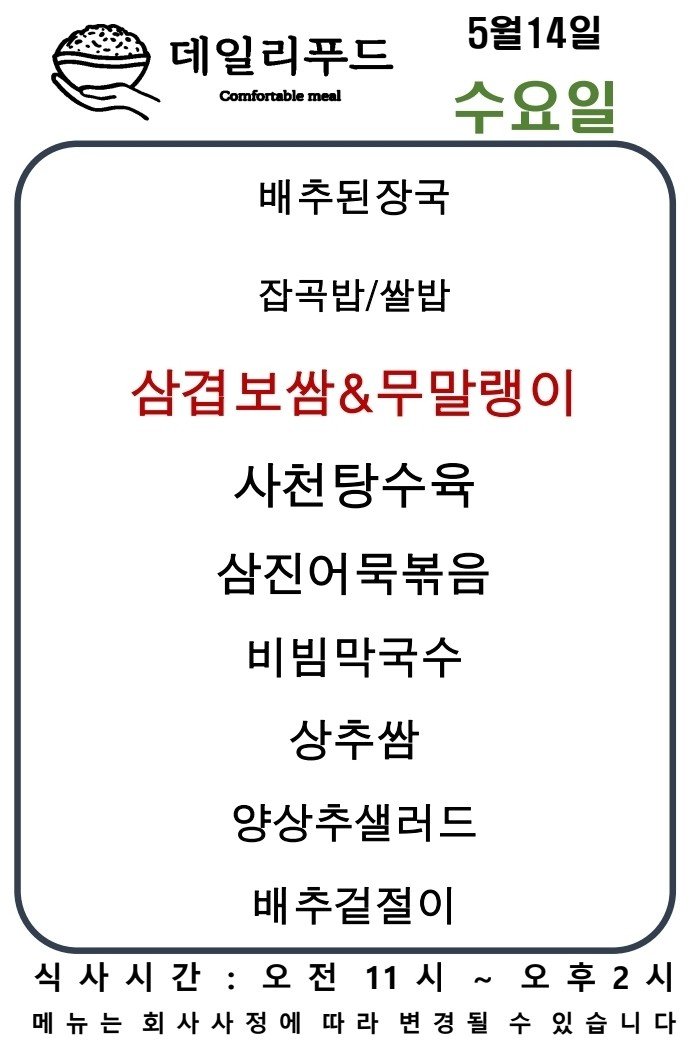 데일리푸드
Comfortable meal
5월14일
수요일
배추된장국
잡곡밥/쌀밥
삼겹보쌈&무말랭이
사천탕수육
삼진어묵볶음
비빔막국수
상추쌈
양상추샐러드
배추겉절이
식사시간 : 오전 11시 ~ 오후2시
메뉴는 회사사정에 따라 변경될 수 있습니다